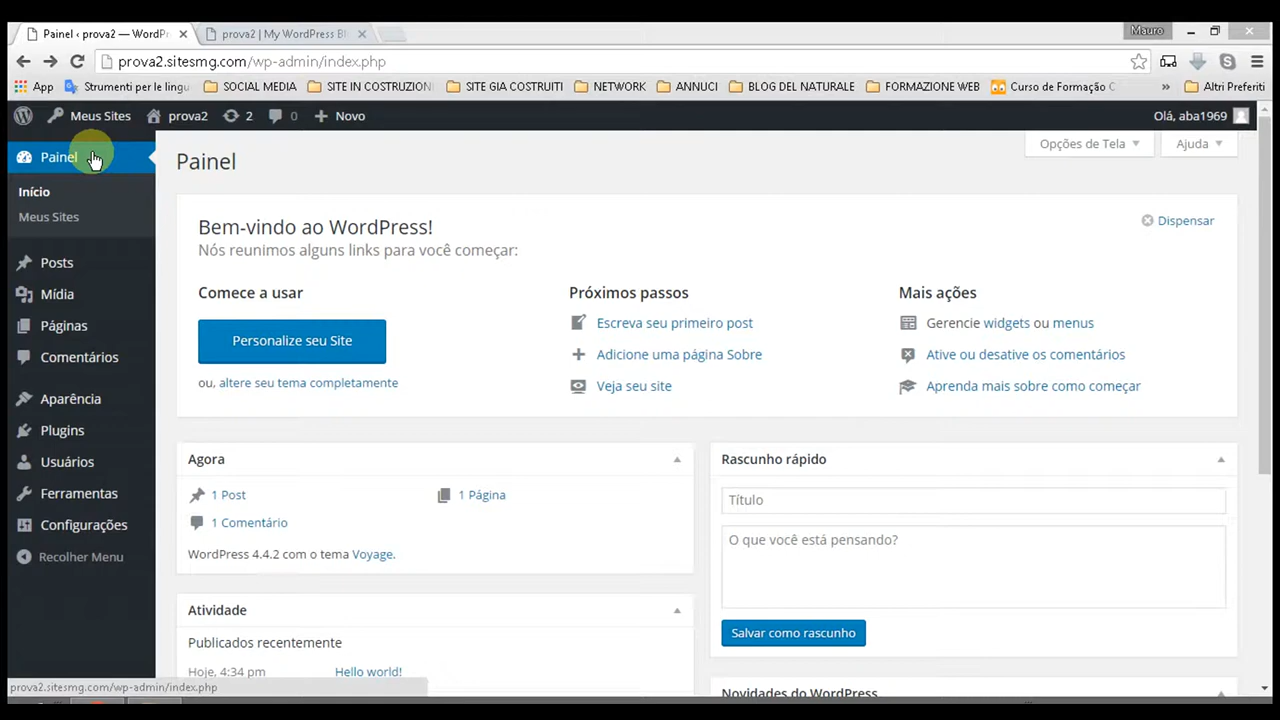 Painel ‹ prova2 — WordPr
prova2 | My WordPress Bl
Mauro
prova2.sitesmg.com/wp-admin/index.php
App
Strumenti per le lingu
SOCIAL MEDIA
SITE IN COSTRUZION
SITE GIA COSTRUITI
NETWORK
ANNUCI
BLOG DEL NATURALE
FORMAZIONE WEB
Curso de Formação C
»
Altri Preferiti
Meus Sites
prova2
2
0
Novo
Olá, aba1969
Painel
Início
Meus Sites
Posts
Mídia
Páginas
Comentários
Aparência
Plugins
Usuários
Ferramentas
Configurações
Recolher Menu
Opções de Tela
Ajuda
Painel
Bem-vindo ao WordPress!
Nós reunimos alguns links para você começar:
Dispensar
Comece a usar
Personalize seu Site
ou, altere seu tema completamente
Próximos passos
Escreva seu primeiro post
Adicione uma página Sobre
Veja seu site
Mais ações
Gerencie widgets ou menus
Ative ou desative os comentários
Aprenda mais sobre como começar
Agora
1 Post
1 Página
1 Comentário
WordPress 4.4.2 com o tema Voyage.
Atividade
Publicados recentemente
Hoje, 4:34 pm
Hello world!
Rascunho rápido
Título
O que você está pensando?
Salvar como rascunho
Novidades do WordPress
prova2.sitesmg.com/wp-admin/index.php